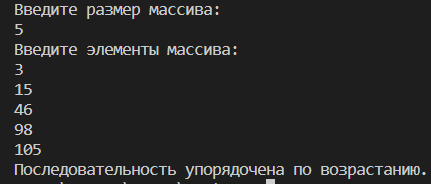 Введите размер массива:
5
Введите элементы массива:
3
15
46
98
105
Последовательность упорядочена по возрастанию.